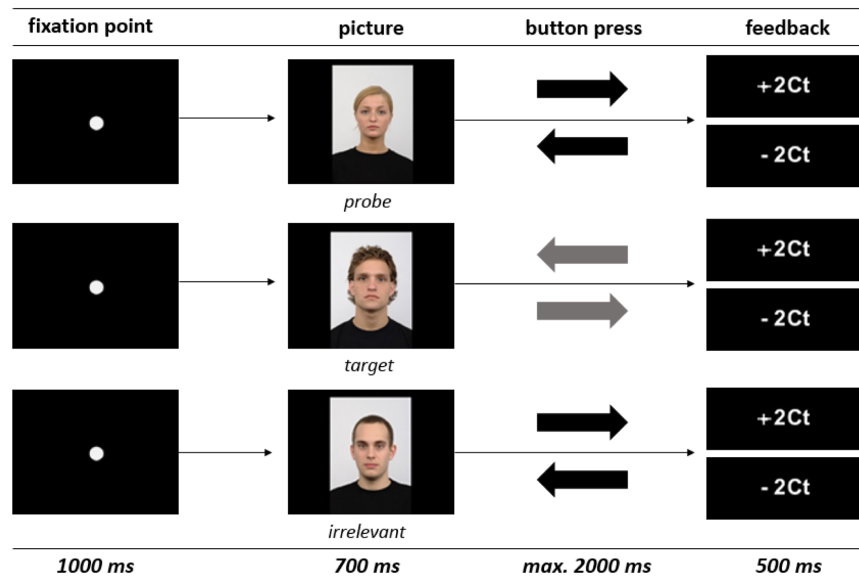 fixation point picture button press feedback
+2Ct
- 2Ct
probe
+2Ct
- 2Ct
target
+2Ct
- 2Ct
irrelevant
1000 ms 700 ms max. 2000 ms 500 ms